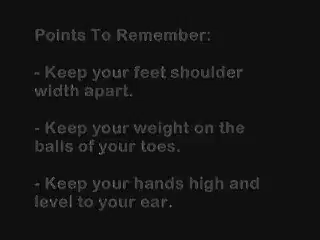 Points To Remember:
- Keep your feet shoulder
width apart.
- Keep your weight on the
balls of your toes.
- Keep your hands high and
level to your ear.